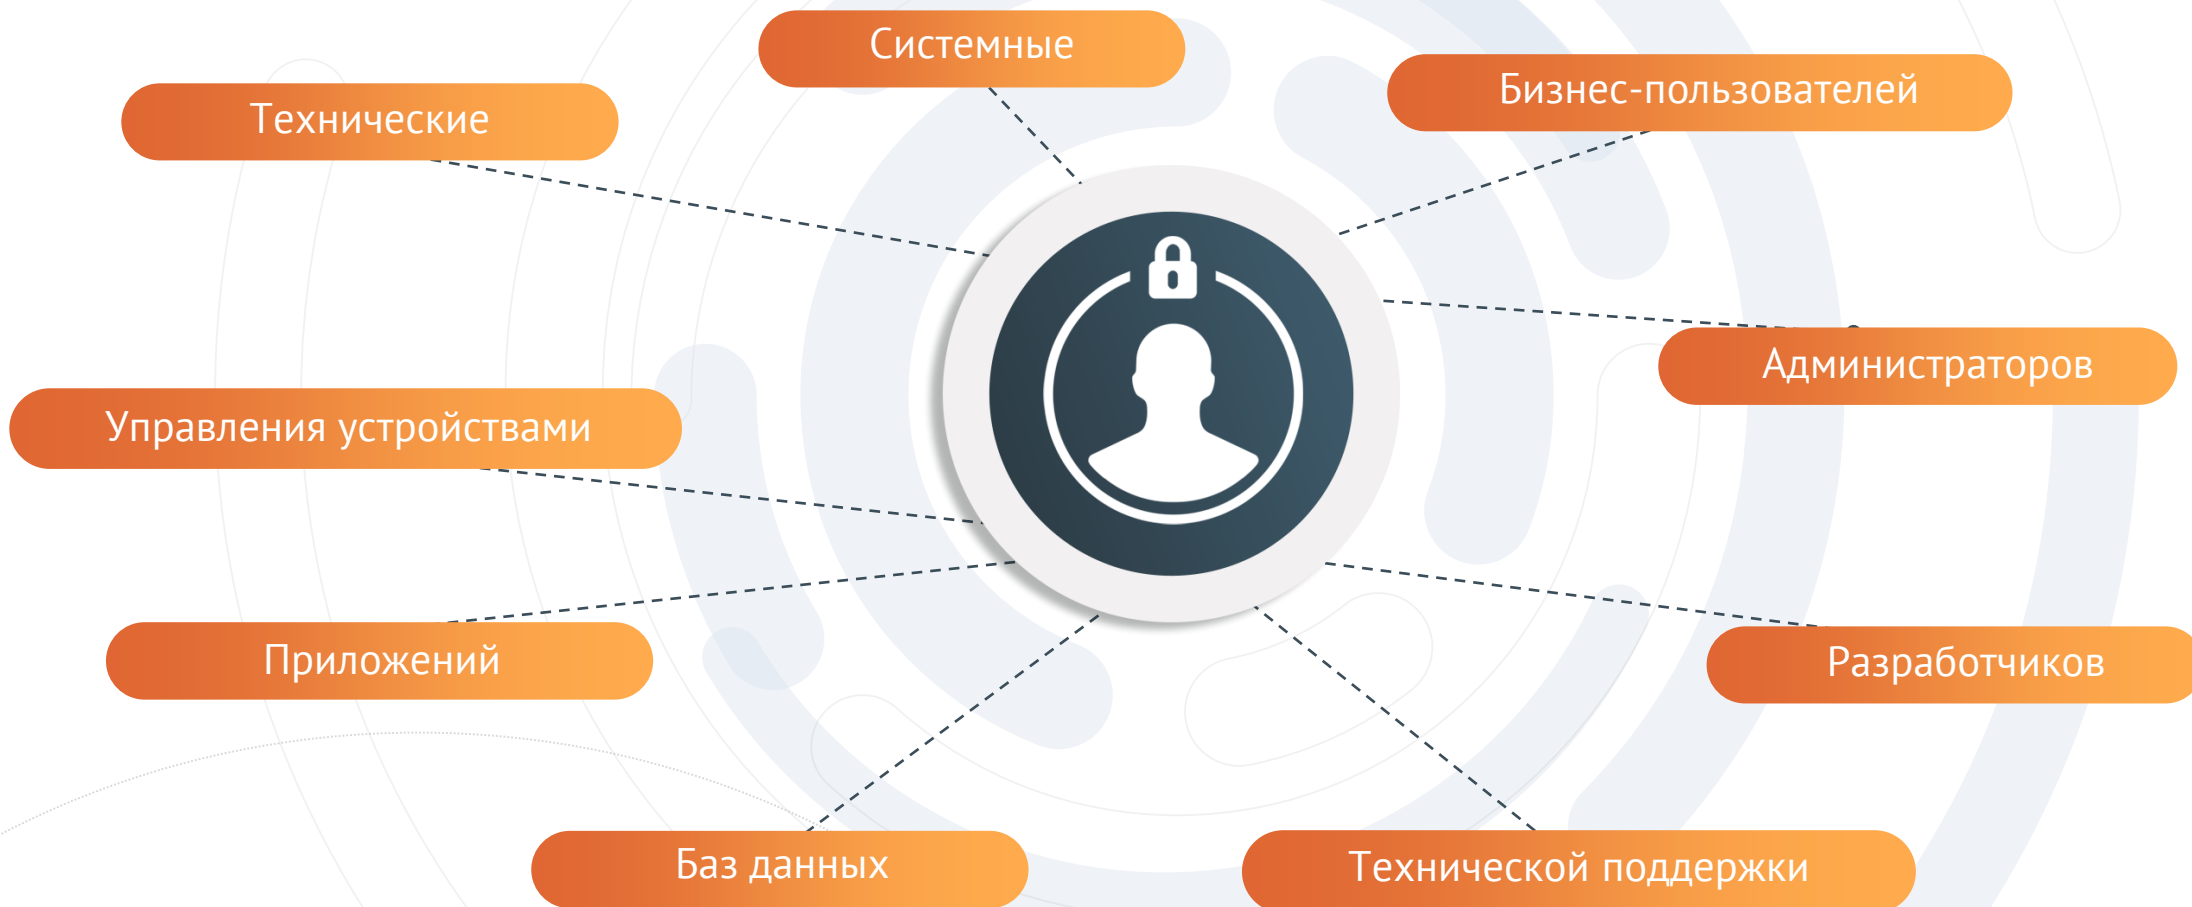 Системные
Бизнес-пользователей
Технические
Администраторов
Управления устройствами
Приложений
Разработчиков
Баз данных
Технической поддержки